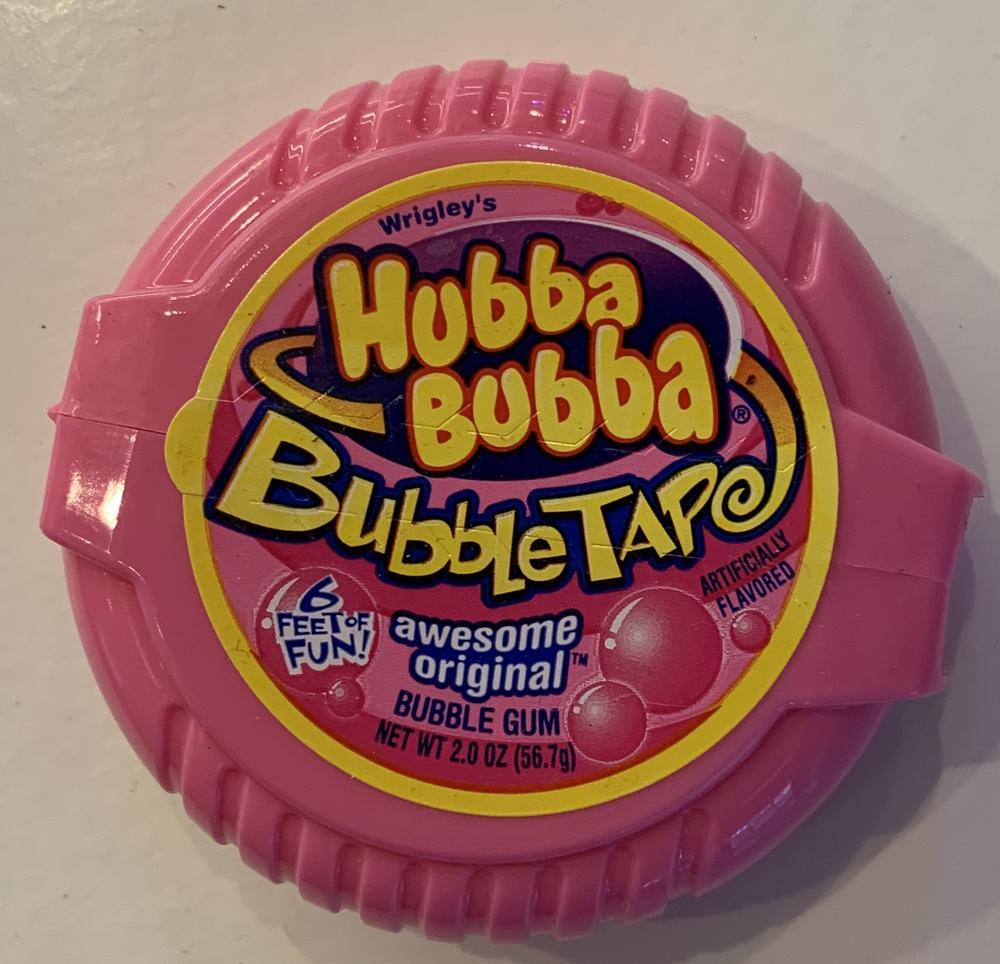 Wrigley's
Hubba
Bubba®
BubbleTAPe
ARTIFICIALLY
FLAVORED
6
FEET OF
FUN!
awesome
original™
BUBBLE GUM
NET WT 2.0 OZ (56.7g)